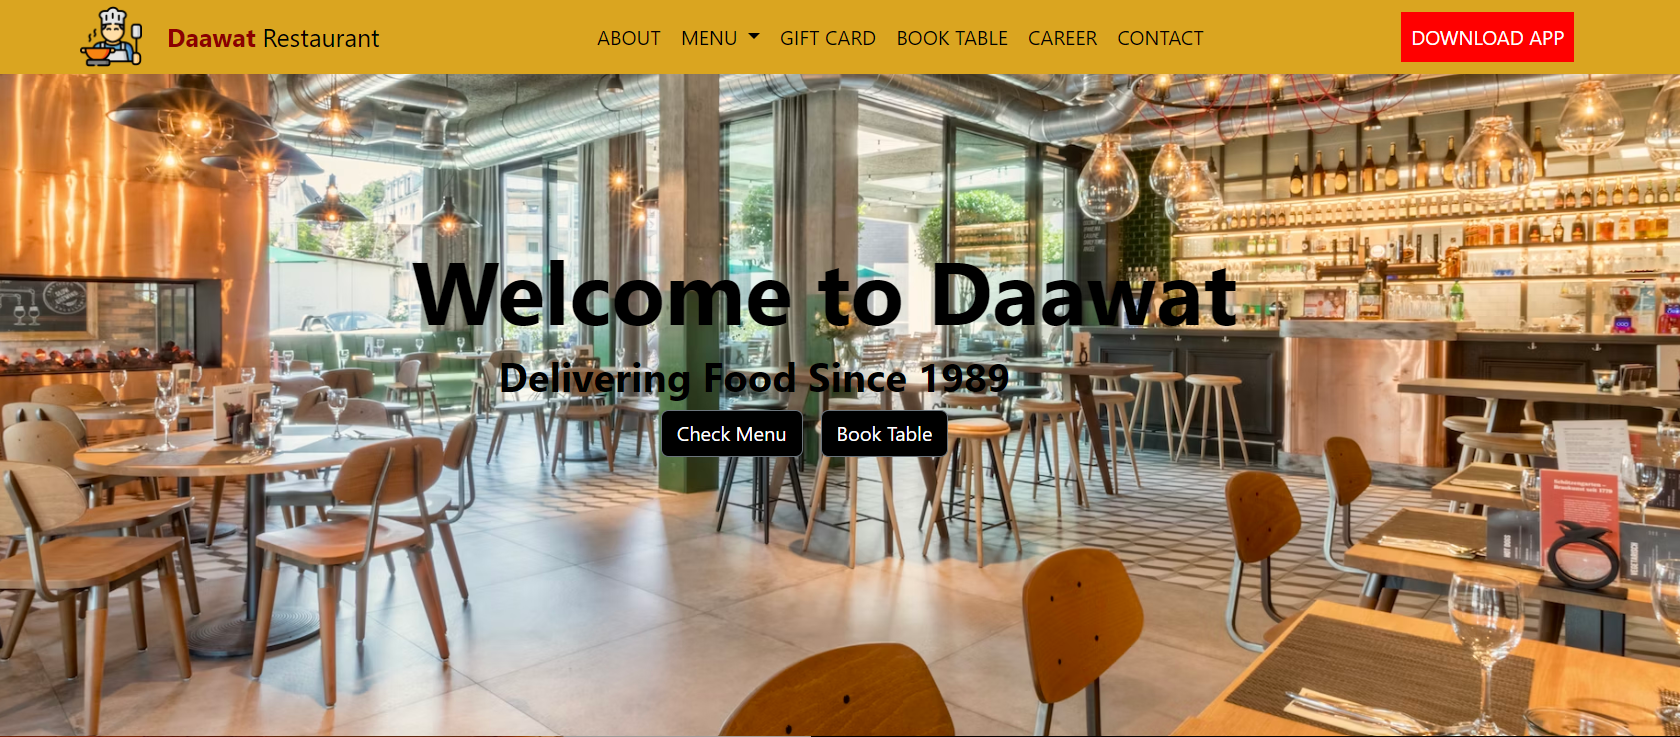 Daawat Restaurant
ABOUT MENU GIFT CARD BOOK TABLE CAREER CONTACT
DOWNLOAD APP
Welcome to Daawat
Delivering Food Since 1989
Check Menu Book Table